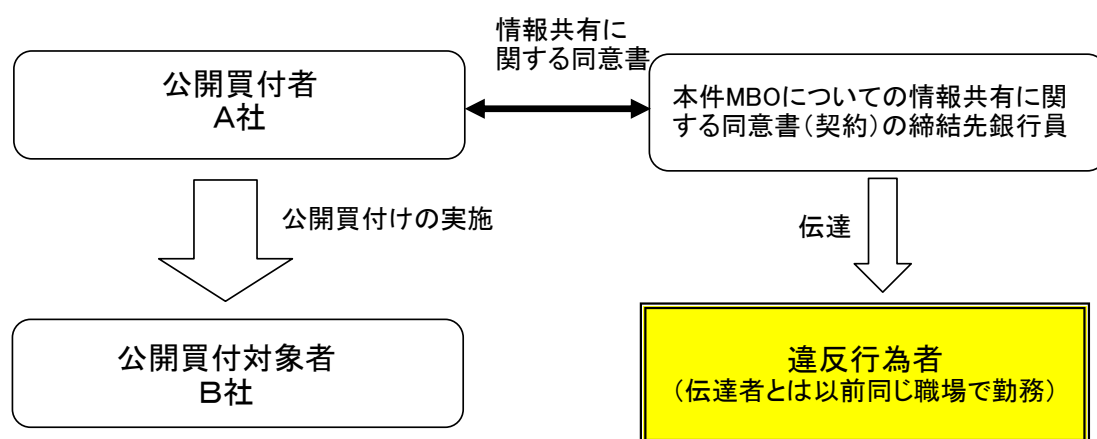 情報共有に
関する同意書
公開買付者
A社
本件MBOについての情報共有に関
する同意書（契約）の締結先銀行員
公開買付けの実施
伝達
公開買付対象者
B社
違反行為者
（伝達者とは以前同じ職場で勤務）